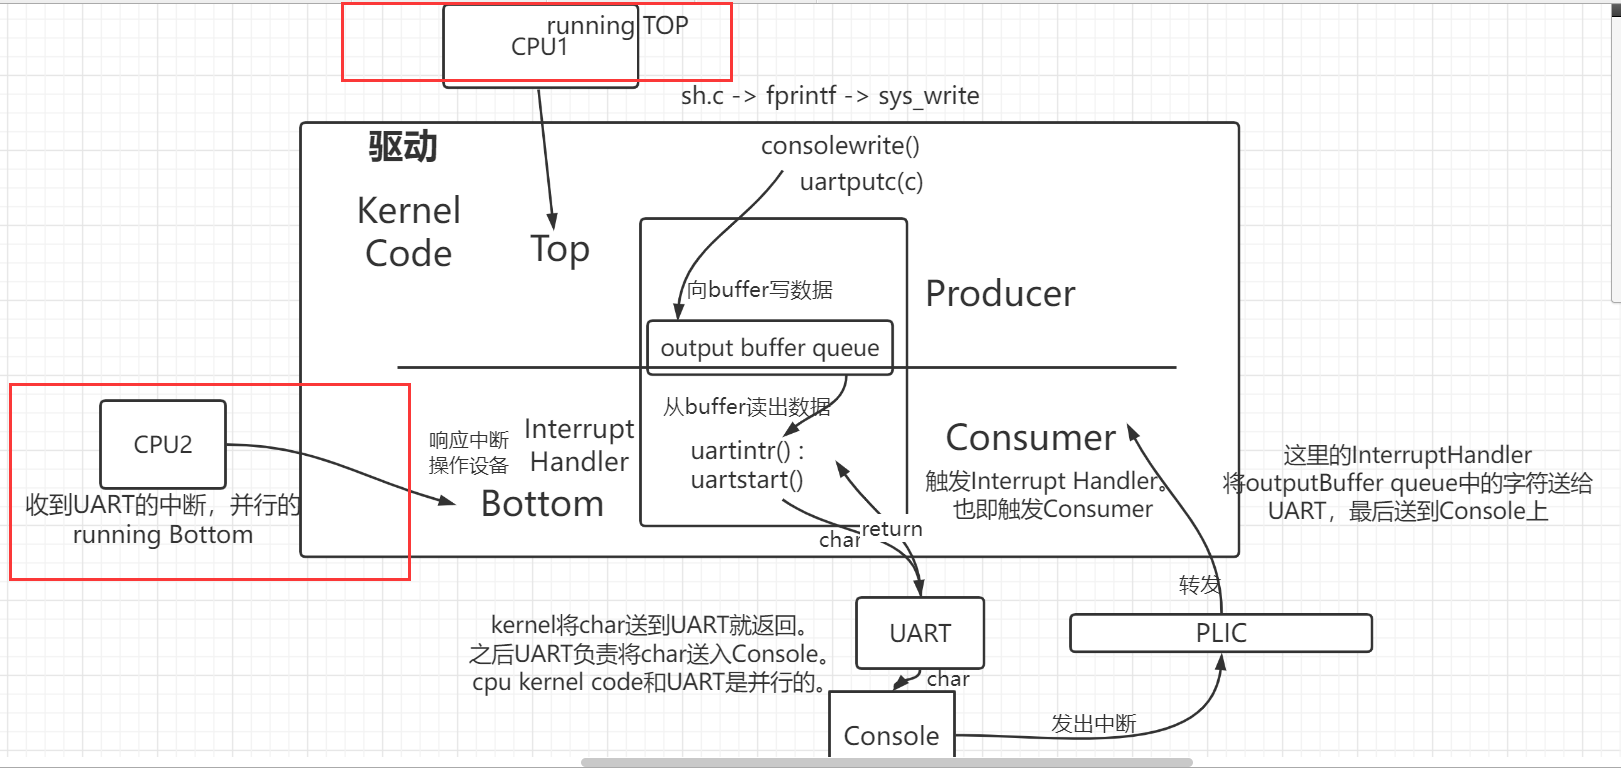 running TOP
CPU1
sh.c -> fprintf -> sys_write
驱动
consolewrite()
uartputc(c)
Kernel
Code
Top
向buffer写数据
Producer
output buffer queue
从buffer读出数据
CPU2
响应中断
操作设备
Interrupt
Handler
Bottom
uartintr() :
uartstart()
Consumer
触发Interrupt Handler。
也即触发Consumer
这里的InterruptHandler
将outputBuffer queue中的字符送给
UART，最后送到Console上
收到UART的中断，并行的
running Bottom
char
return
转发
kernel将char送到UART就返回。
之后UART负责将char送入Console。
cpu kernel code和UART是并行的。
UART
PLIC
char
发出中断
Console